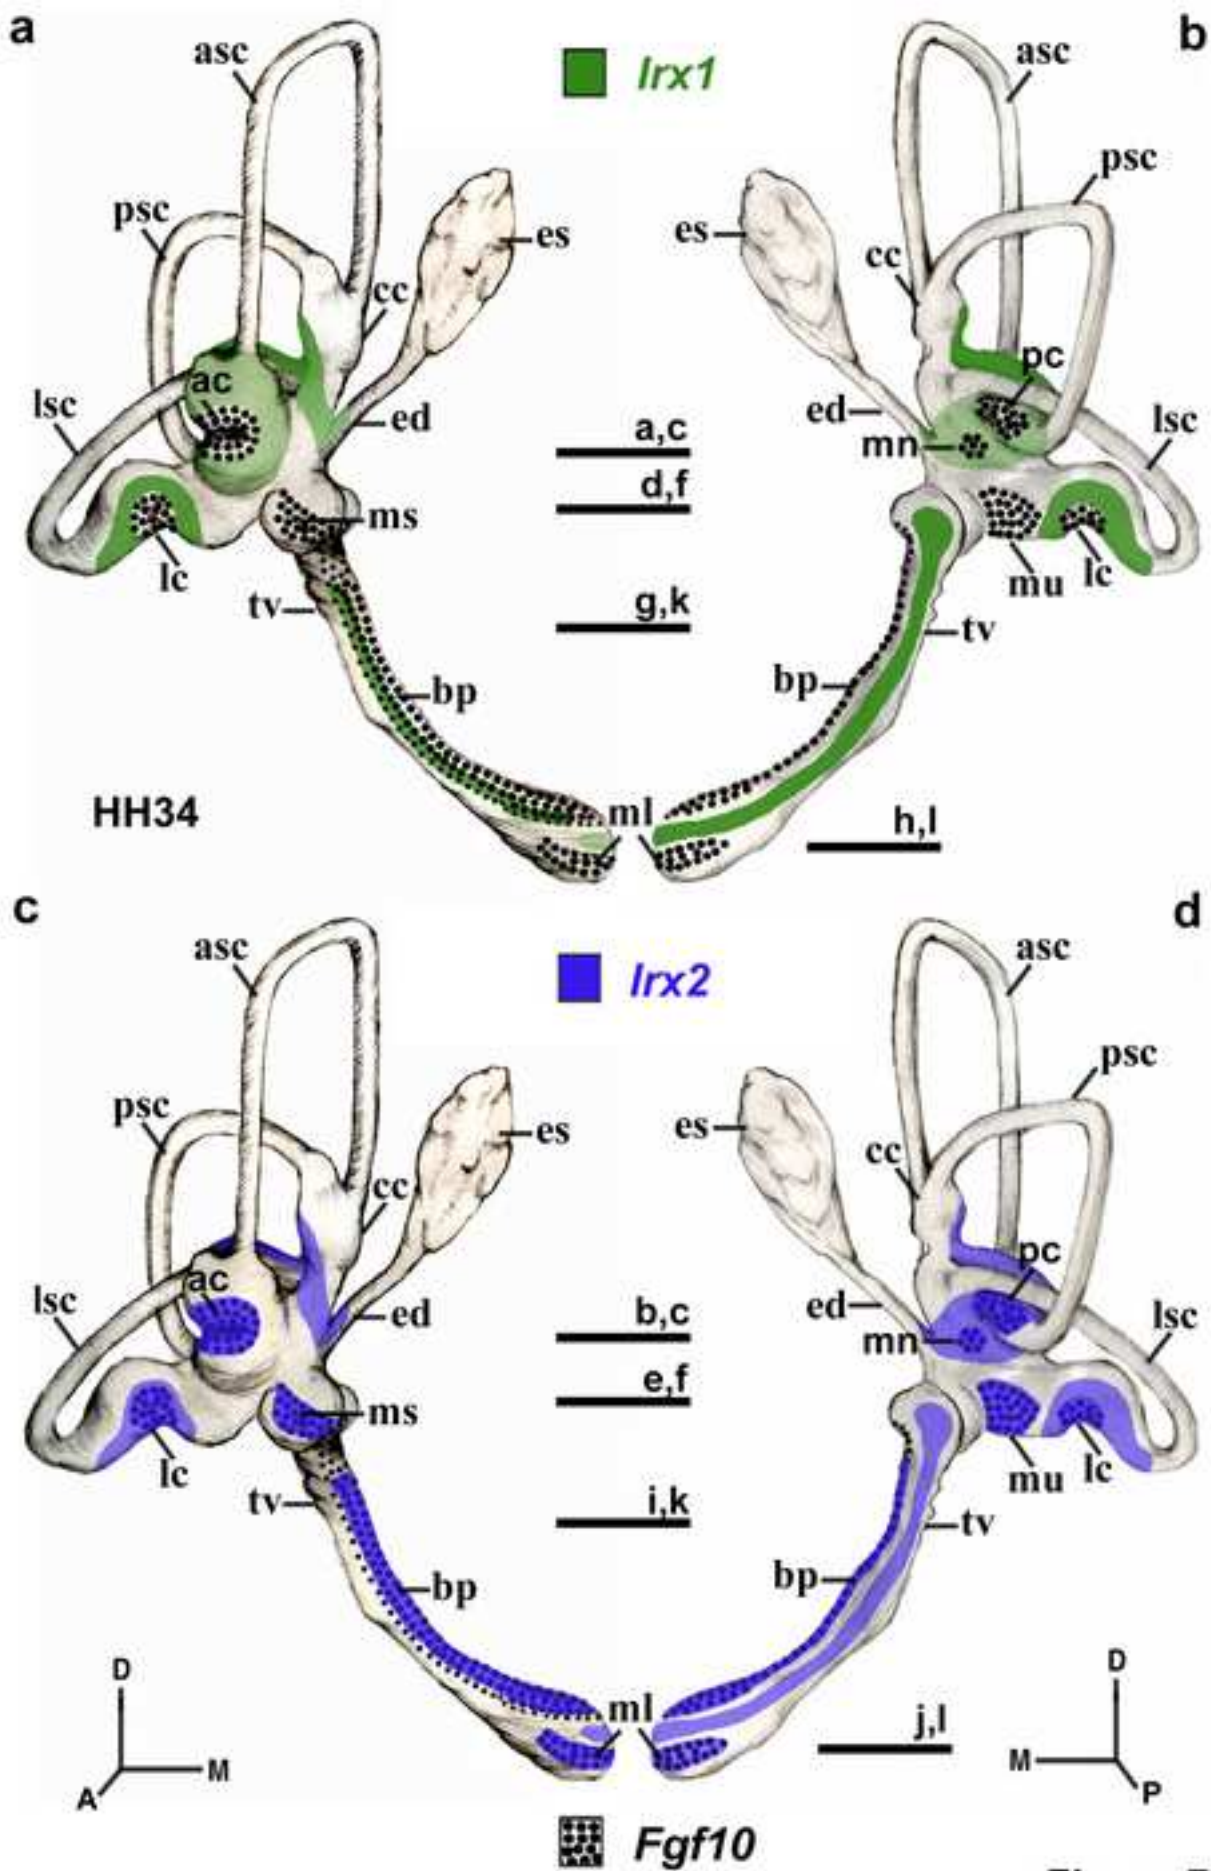 a
b
asc
Irx1
asc
psc
psc
es
es
cc
cc
ac
pc
lsc
ed
a,c
ed
lsc
mn
d,f
ms
lc
mu
lc
tv
g,k
tv
bp
bp
HH34
ml
h,l
c
d
asc
Irx2
asc
psc
psc
es
es
cc
cc
ac
pc
lsc
ed
b,c
ed
lsc
mn
e,f
ms
lc
mu
lc
tv
i,k
tv
bp
bp
D
D
ml
j,l
M
M
A
P
Fgf10